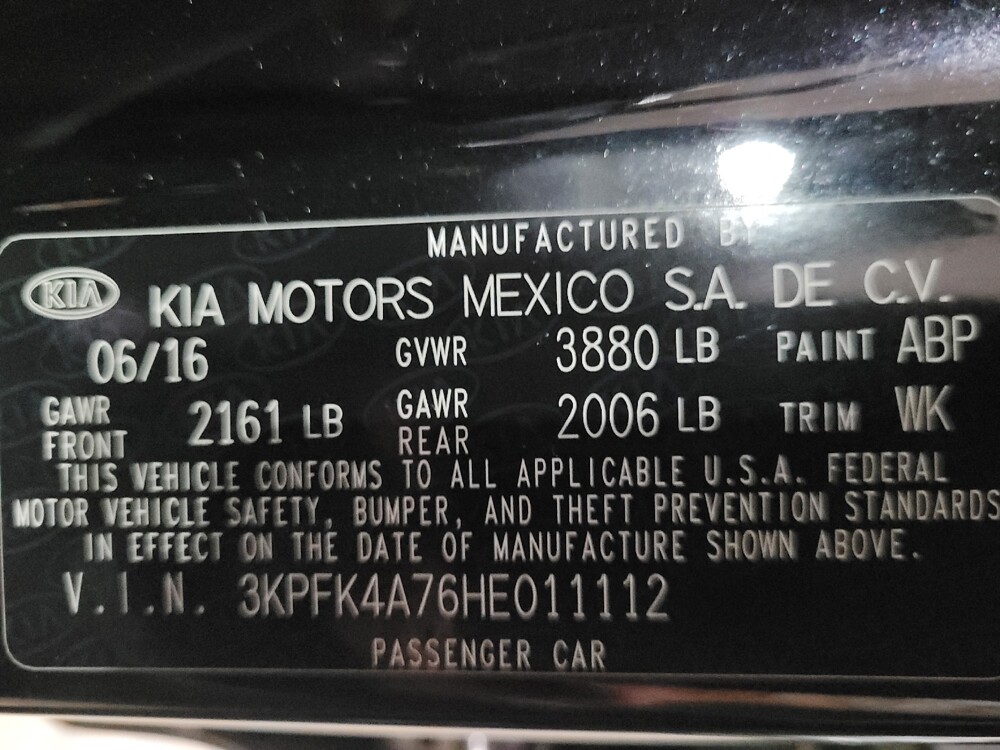 MANUFACTURED BY
KIA KIA MOTORS MEXICO S.A. DE C.V.
06/16 GVWR 3880 LB PAINT ABP
GAWR FRONT 2161 LB GAWR REAR 2006 LB TRIM WK
THIS VEHICLE CONFORMS TO ALL APPLICABLE U.S.A. FEDERAL
MOTOR VEHICLE SAFETY, BUMPER, AND THEFT PREVENTION STANDARDS
IN EFFECT ON THE DATE OF MANUFACTURE SHOWN ABOVE.
V.I.N. 3KPFK4A76HE011112
PASSENGER CAR